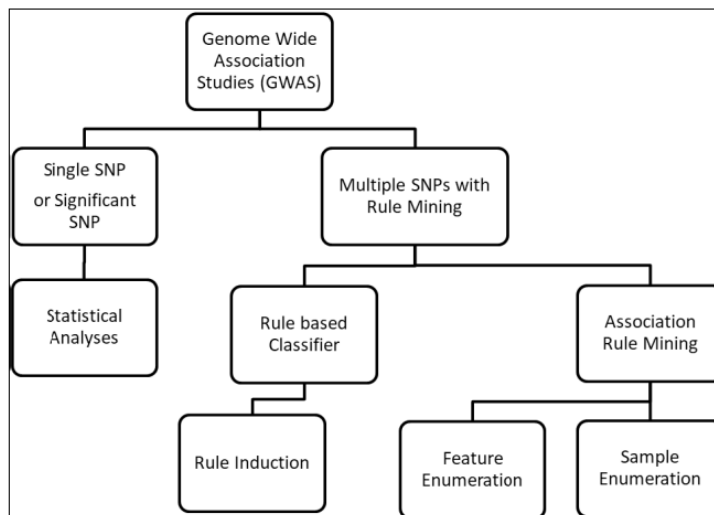 Genome Wide
Association
Studies (GWAS)
Single SNP
or Significant
SNP
Multiple SNPs with
Rule Mining
Statistical
Analyses
Rule based
Classifier
Association
Rule Mining
Rule Induction
Feature
Enumeration
Sample
Enumeration